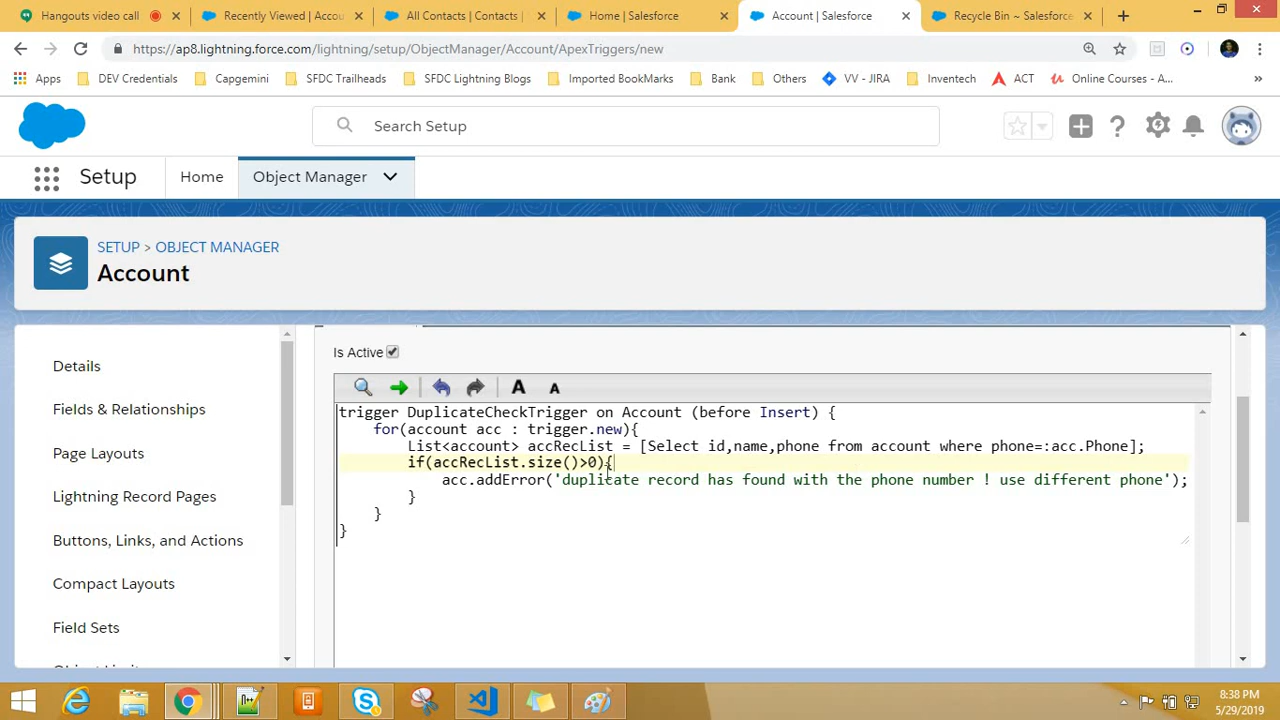 Hangouts video call
Recently Viewed | Accou
All Contacts | Contacts |
Home | Salesforce
Account | Salesforce
Recycle Bin ~ Salesforce
https://ap8.lightning.force.com/lightning/setup/ObjectManager/Account/ApexTriggers/new
Apps
DEV Credentials
Capgemini
SFDC Trailheads
SFDC Lightning Blogs
Imported BookMarks
Bank
Others
VV - JIRA
Inventech
ACT
Online Courses - A...
Search Setup
Setup
Home
Object Manager
SETUP > OBJECT MANAGER
Account
Details
Fields & Relationships
Page Layouts
Lightning Record Pages
Buttons, Links, and Actions
Compact Layouts
Field Sets
Is Active
A A
trigger DuplicateCheckTrigger on Account (before Insert) {
for(account acc : trigger.new){
List<account> accRecList = [Select id,name,phone from account where phone=:acc.Phone];
if(accRecList.size()>0){
acc.addError('duplicate record has found with the phone number ! use different phone');
}
}
}
8:38 PM
5/29/2019